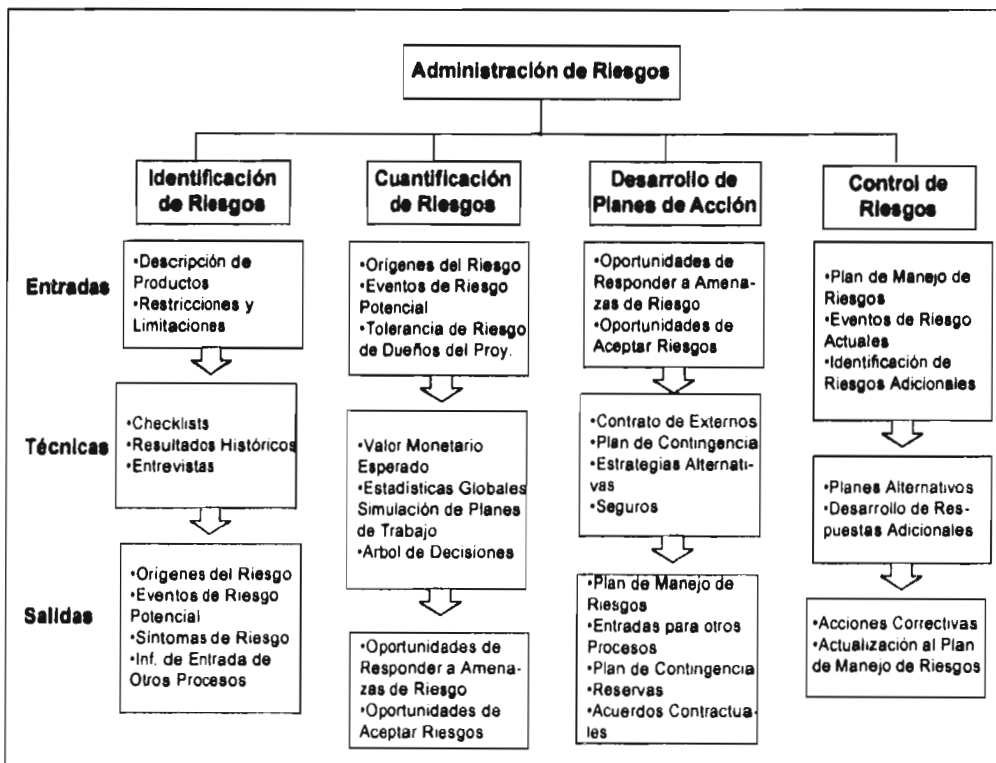 Administración de Riesgos
Identificación
de Riesgos
Cuantificación
de Riesgos
Desarrollo de
Planes de Acción
Control de
Riesgos
Entradas
•Descripción de
Productos
•Restricciones y
Limitaciones
•Orígenes del Riesgo
•Eventos de Riesgo
Potencial
•Tolerancia de Riesgo
de Dueños del Proy.
•Oportunidades de
Responder a Amena-
zas de Riesgo
•Oportunidades de
Aceptar Riesgos
•Plan de Manejo de
Riesgos
•Eventos de Riesgo
Actuales
•Identificación de
Riesgos Adicionales
Técnicas
•Checklists
•Resultados Históricos
•Entrevistas
•Valor Monetario
Esperado
•Estadísticas Globales
Simulación de Planes
de Trabajo
•Arbol de Decisiones
•Contrato de Externos
•Plan de Contingencia
•Estrategias Alternati-
vas
•Seguros
•Planes Alternativos
•Desarrollo de Res-
puestas Adicionales
Salidas
•Orígenes del Riesgo
•Eventos de Riesgo
Potencial
•Síntomas de Riesgo
•Inf. de Entrada de
Otros Procesos
•Oportunidades de
Responder a Amena-
zas de Riesgo
•Oportunidades de
Aceptar Riesgos
•Plan de Manejo de
Riesgos
•Entradas para otros
Procesos
•Plan de Contingencia
•Reservas
•Acuerdos Contractua-
les
•Acciones Correctivas
•Actualización al Plan
de Manejo de Riesgos